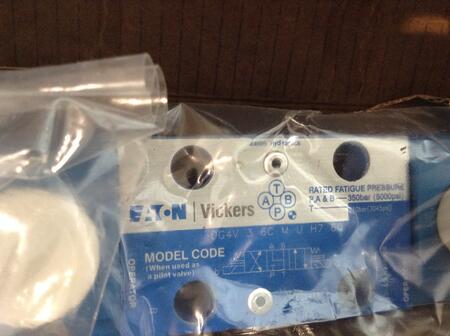 Eaton Hydraulics
EATON | Vickers
T
A B
P
RATED FATIGUE PRESSURE
P,A & B—350bar (5000psi)
T
DG4V 3 6C M U H7 60
MODEL CODE
(When used as
a pilot valve)
OPERATOR
B